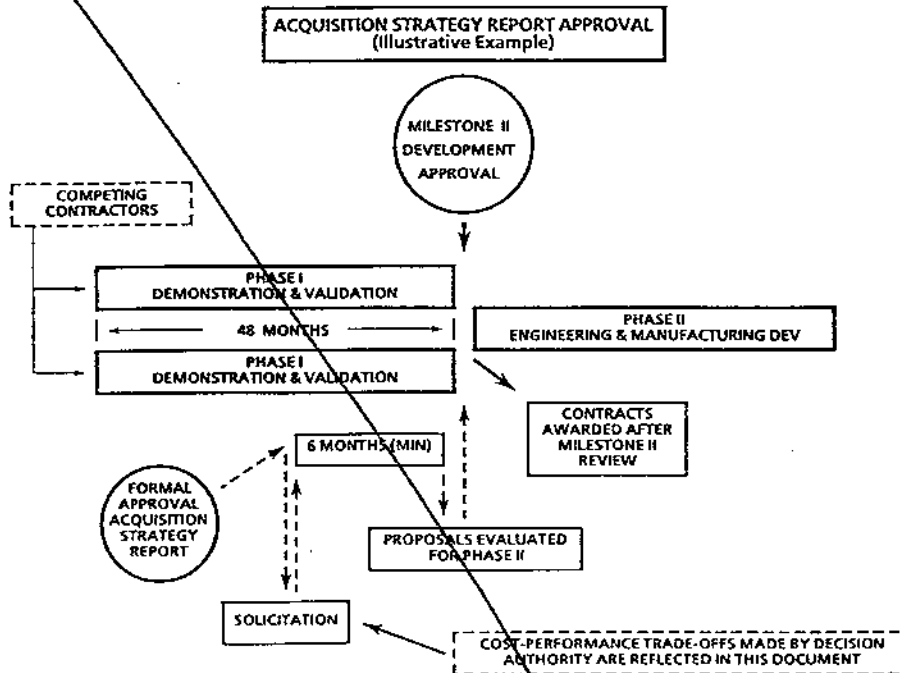 ACQUISITION STRATEGY REPORT APPROVAL
(Illustrative Example)
MILESTONE II
DEVELOPMENT
APPROVAL
COMPETING
CONTRACTORS
PHASE I
DEMONSTRATION & VALIDATION
48 MONTHS
PHASE II
ENGINEERING & MANUFACTURING DEV
PHASE I
DEMONSTRATION & VALIDATION
CONTRACTS
AWARDED AFTER
MILESTONE II
REVIEW
6 MONTHS (MIN)
FORMAL
APPROVAL
ACQUISITION
STRATEGY
REPORT
PROPOSALS EVALUATED
FOR PHASE II
SOLICITATION
COST-PERFORMANCE TRADE-OFFS MADE BY DECISION
AUTHORITY ARE REFLECTED IN THIS DOCUMENT